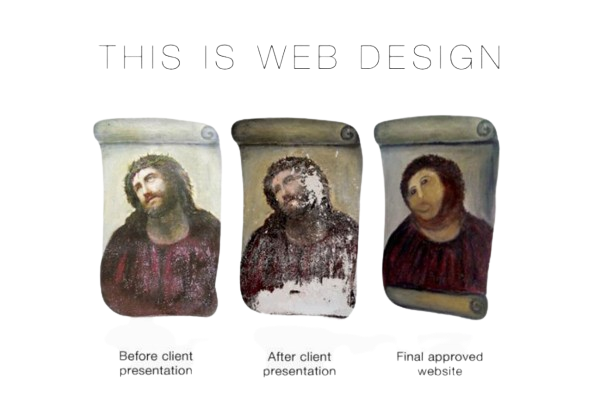 THIS IS WEB DESIGN
Before client
presentation
After client
presentation
Final approved
website